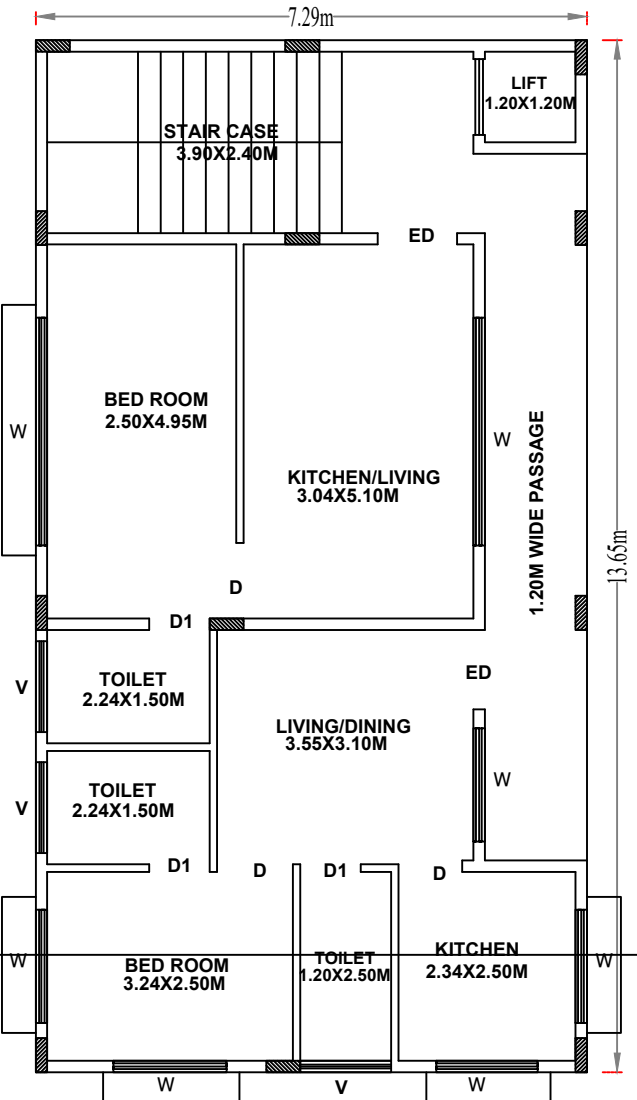 7.29m
LIFT
1.20X1.20M
STAIR CASE
3.90X2.40M
ED
BED ROOM
2.50X4.95M
W
W
KITCHEN/LIVING
3.04X5.10M
1.20M WIDE PASSAGE
13.65m
D
D1
ED
V
TOILET
2.24X1.50M
LIVING/DINING
3.55X3.10M
W
TOILET
2.24X1.50M
V
D1
D
D1
D
W
BED ROOM
3.24X2.50M
TOILET
1.20X2.50M
KITCHEN
2.34X2.50M
W
W
V
W